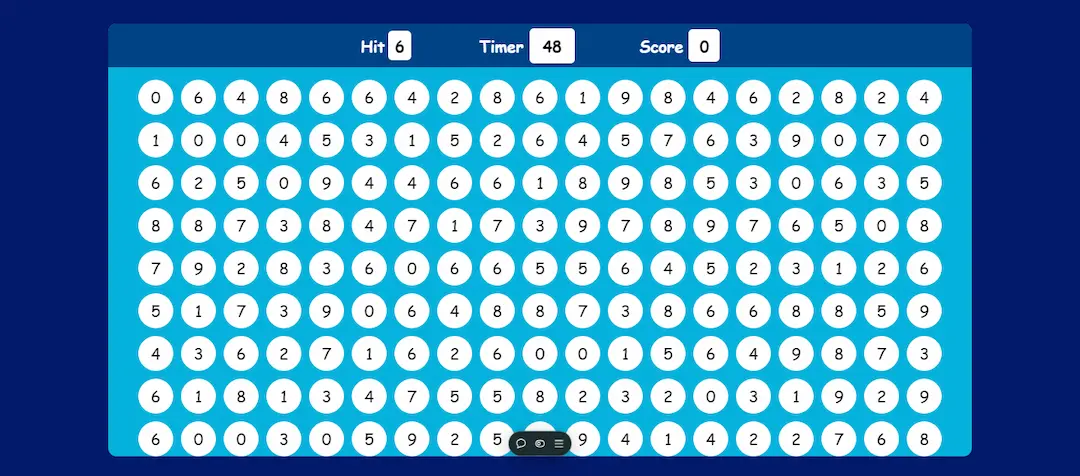 Hit 6 Timer 48 Score 0
0 6 4 8 6 6 4 2 8 6 1 9 8 4 6 2 8 2 4
1 0 0 4 5 3 1 5 2 6 4 5 7 6 3 9 0 7 0
6 2 5 0 9 4 4 6 6 1 8 9 8 5 3 0 6 3 5
8 8 7 3 8 4 7 1 7 3 9 7 8 9 7 6 5 0 8
7 9 2 8 3 6 0 6 6 5 5 6 4 5 2 3 1 2 6
5 1 7 3 9 0 6 4 8 8 7 3 8 6 6 8 8 5 9
4 3 6 2 7 1 6 2 6 0 0 1 5 6 4 9 8 7 3
6 1 8 1 3 4 7 5 5 8 2 3 2 0 3 1 9 2 9
6 0 0 3 0 5 9 2 5 9 4 1 4 2 2 7 6 8